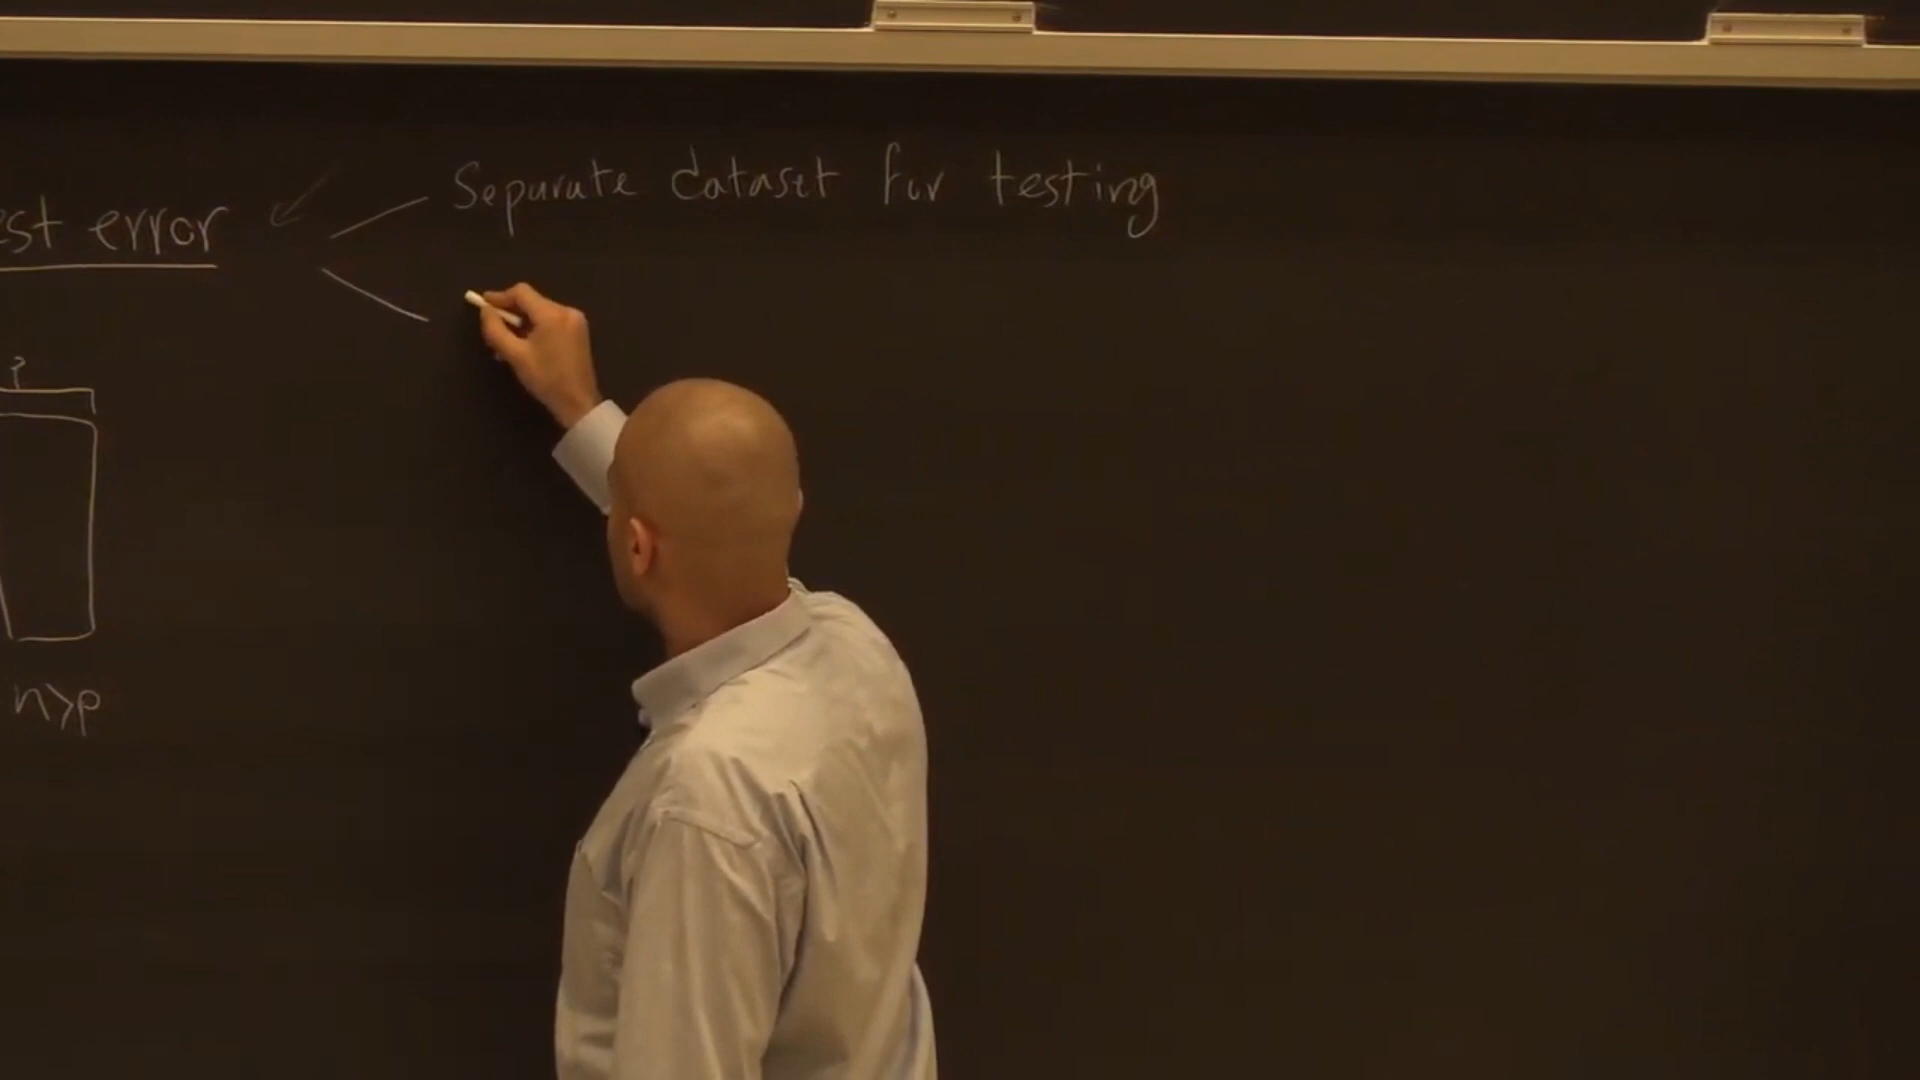 Separate dataset for testing
est error
P
n>p